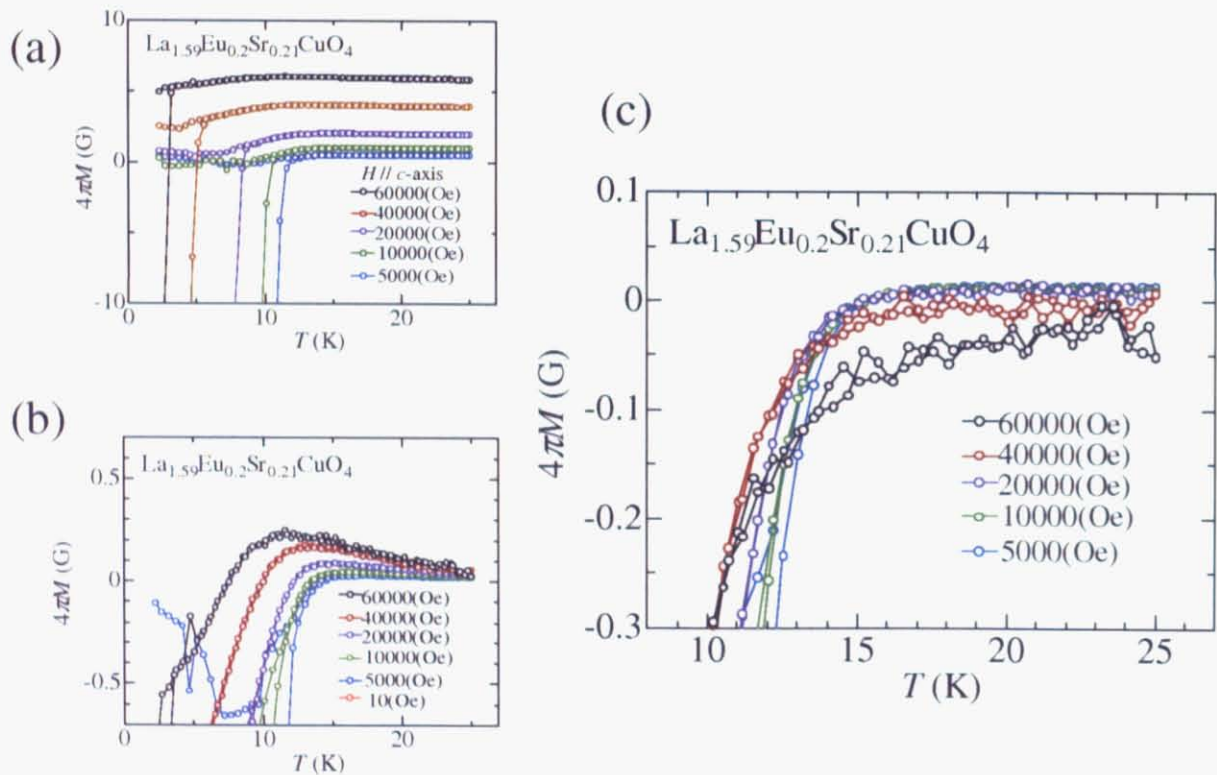 (a)
10
0
-10
4πM (G)
La1.59Eu0.2Sr0.21CuO4
H // c-axis
60000(Oe)
40000(Oe)
20000(Oe)
10000(Oe)
5000(Oe)
0
10
20
T (K)
(b)
0.5
0
-0.5
4πM (G)
La1.59Eu0.2Sr0.21CuO4
60000(Oe)
40000(Oe)
20000(Oe)
10000(Oe)
5000(Oe)
10(Oe)
0
10
20
T (K)
(c)
0.1
0
-0.1
-0.2
-0.3
4πM (G)
La1.59Eu0.2Sr0.21CuO4
60000(Oe)
40000(Oe)
20000(Oe)
10000(Oe)
5000(Oe)
10
15
20
25
T (K)